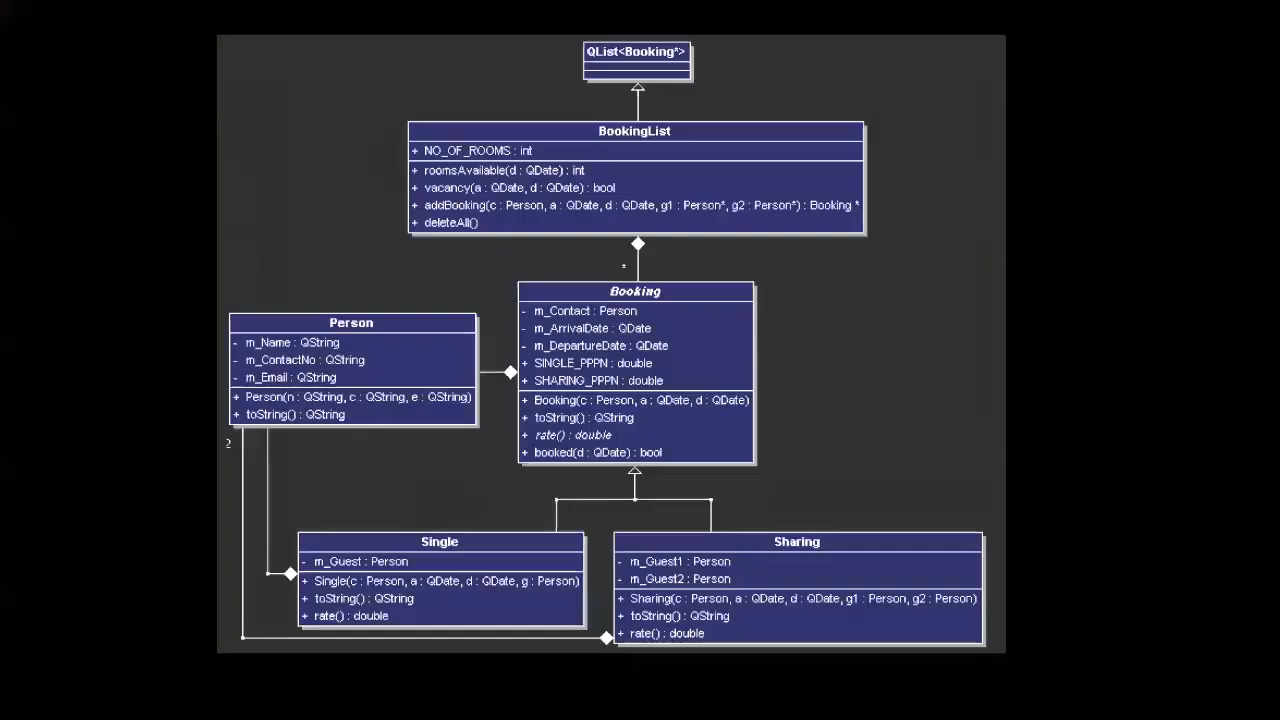 QList<Booking*>
BookingList
+ NO_OF_ROOMS : int
+ roomsAvailable(d : QDate) : int
+ vacancy(a : QDate, d : QDate) : bool
+ addBooking(c : Person, a : QDate, d : QDate, g1 : Person*, g2 : Person*) : Booking *
+ deleteAll()
*
Booking
- m_Contact : Person
- m_ArrivalDate : QDate
- m_DepartureDate : QDate
+ SINGLE_PPPN : double
+ SHARING_PPPN : double
+ Booking(c : Person, a : QDate, d : QDate)
+ toString() : QString
+ rate() : double
+ booked(d : QDate) : bool
Person
- m_Name : QString
- m_ContactNo : QString
- m_Email : QString
+ Person(n : QString, c : QString, e : QString)
+ toString() : QString
2
Single
- m_Guest : Person
+ Single(c : Person, a : QDate, d : QDate, g : Person)
+ toString() : QString
+ rate() : double
Sharing
- m_Guest1 : Person
- m_Guest2 : Person
+ Sharing(c : Person, a : QDate, d : QDate, g1 : Person, g2 : Person)
+ toString() : QString
+ rate() : double